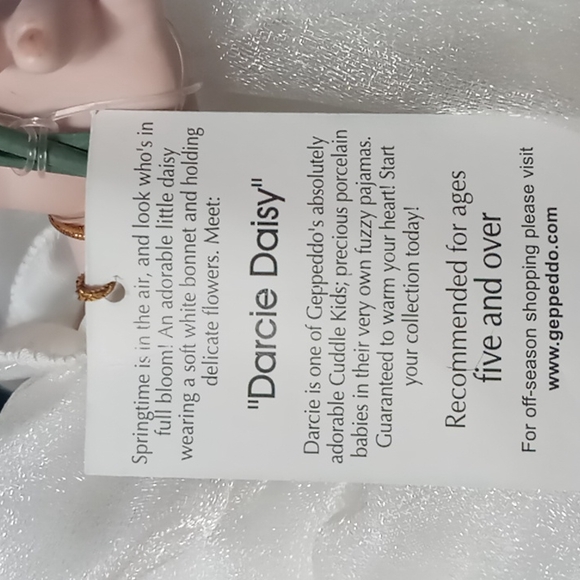 Springtime is in the air, and look who's in
full bloom! An adorable little daisy
wearing a soft white bonnet and holding
delicate flowers. Meet:
"Darcie Daisy"
Darcie is one of Geppeddo's absolutely
adorable Cuddle Kids; precious porcelain
babies in their very own fuzzy pajamas.
Guaranteed to warm your heart! Start
your collection today!
Recommended for ages
five and over
For off-season shopping please visit
www.geppeddo.com